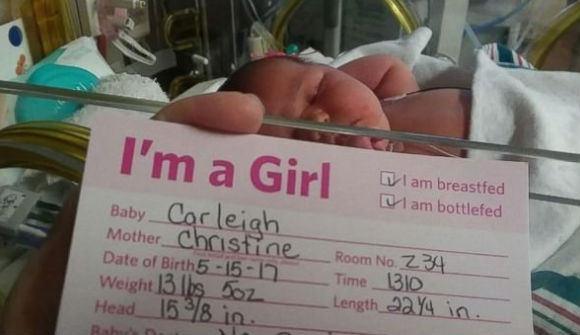 I'm a Girl
☑ I am breastfed
☑ I am bottlefed
Baby Carleigh
Mother Christine
Room No. 234
Date of Birth 5-15-17
Time 1310
Weight 13 lbs 5oz
Length 22 1/4 in.
Head 15 3/8 in.